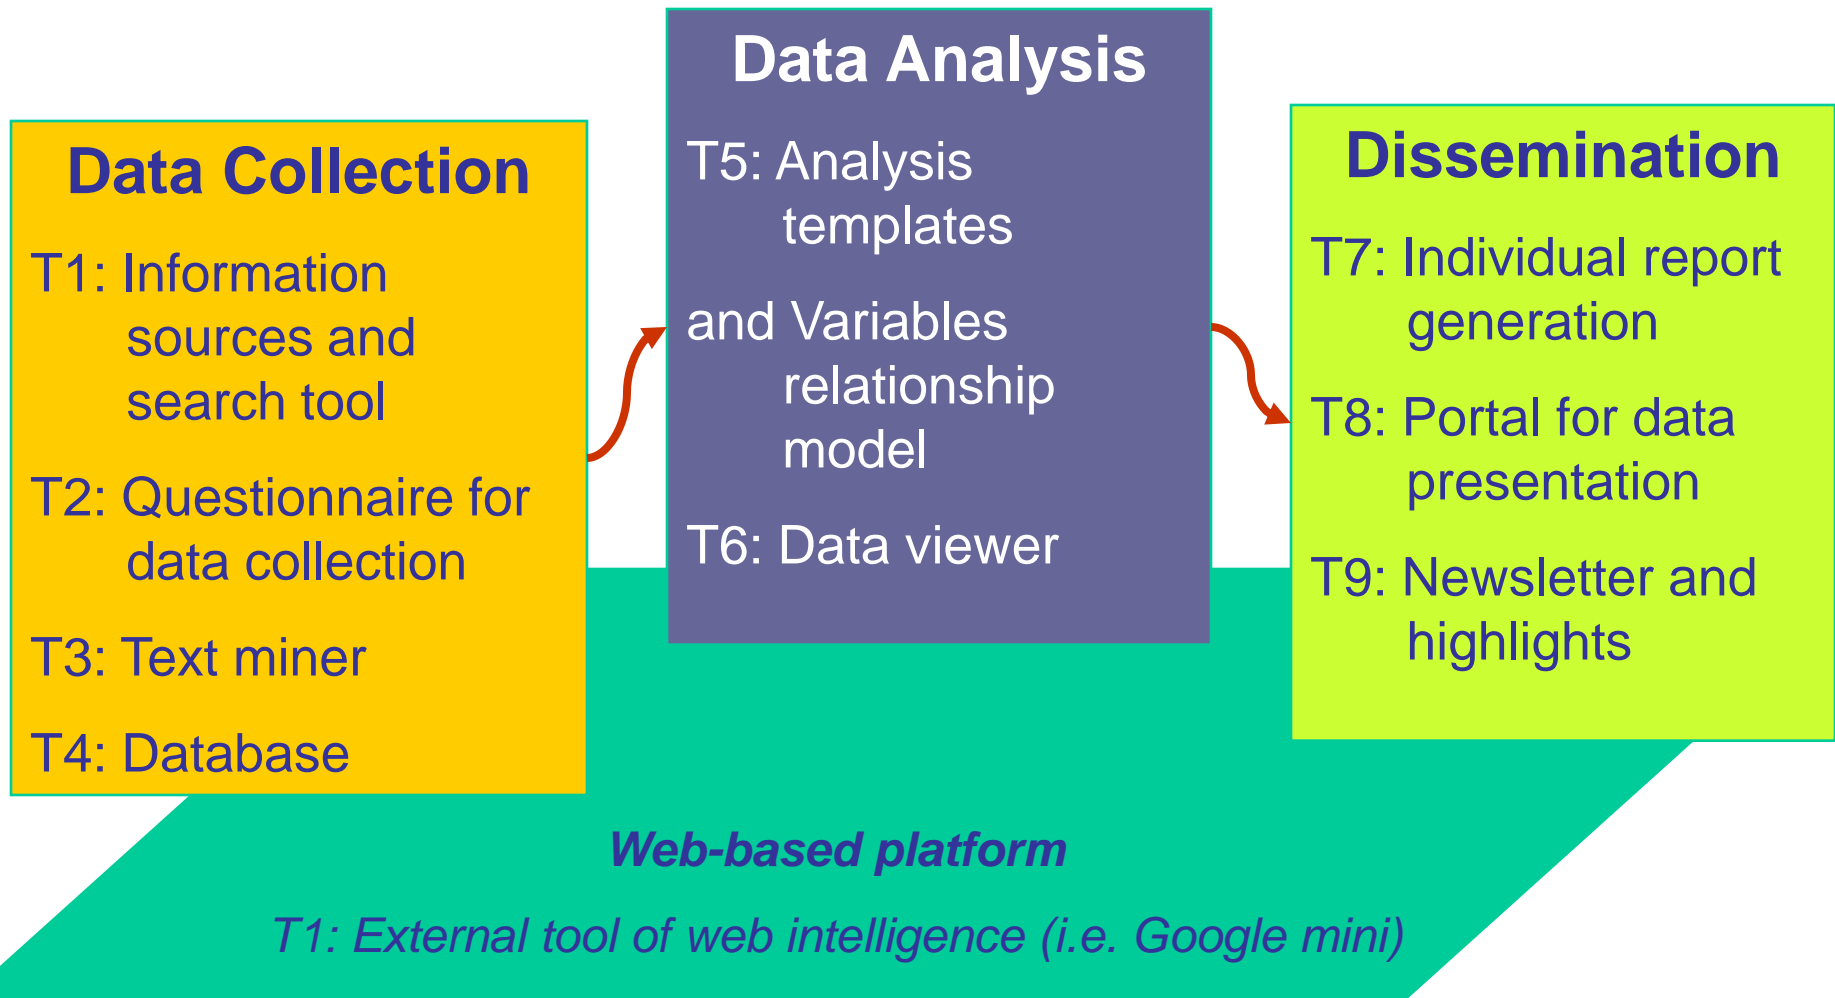 Data Collection
T1: Information
sources and
search tool
T2: Questionnaire for
data collection
T3: Text miner
T4: Database
Data Analysis
T5: Analysis
templates
and Variables
relationship
model
T6: Data viewer
Dissemination
T7: Individual report
generation
T8: Portal for data
presentation
T9: Newsletter and
highlights
Web-based platform
T1: External tool of web intelligence (i.e. Google mini)